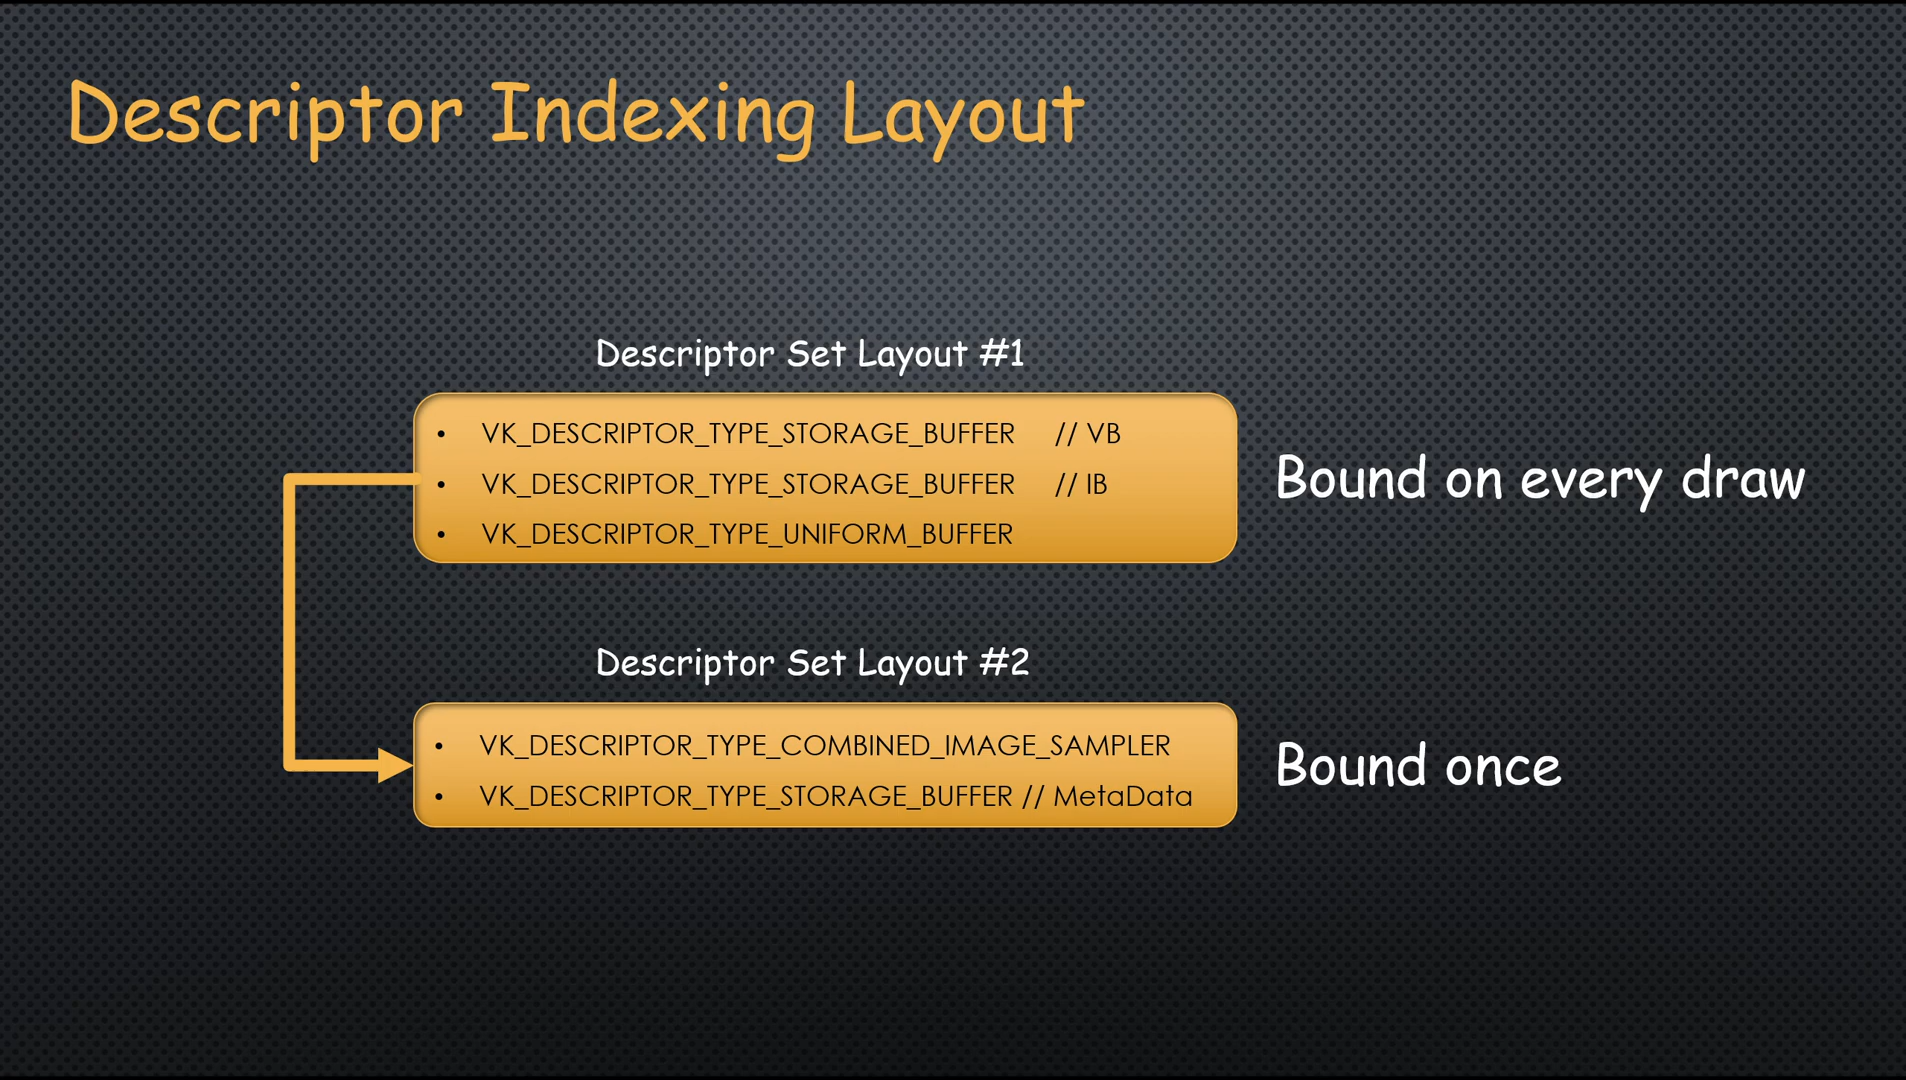 Descriptor Indexing Layout
Descriptor Set Layout #1
• VK_DESCRIPTOR_TYPE_STORAGE_BUFFER // VB
• VK_DESCRIPTOR_TYPE_STORAGE_BUFFER // IB
• VK_DESCRIPTOR_TYPE_UNIFORM_BUFFER
Bound on every draw
Descriptor Set Layout #2
• VK_DESCRIPTOR_TYPE_COMBINED_IMAGE_SAMPLER
• VK_DESCRIPTOR_TYPE_STORAGE_BUFFER // MetaData
Bound once